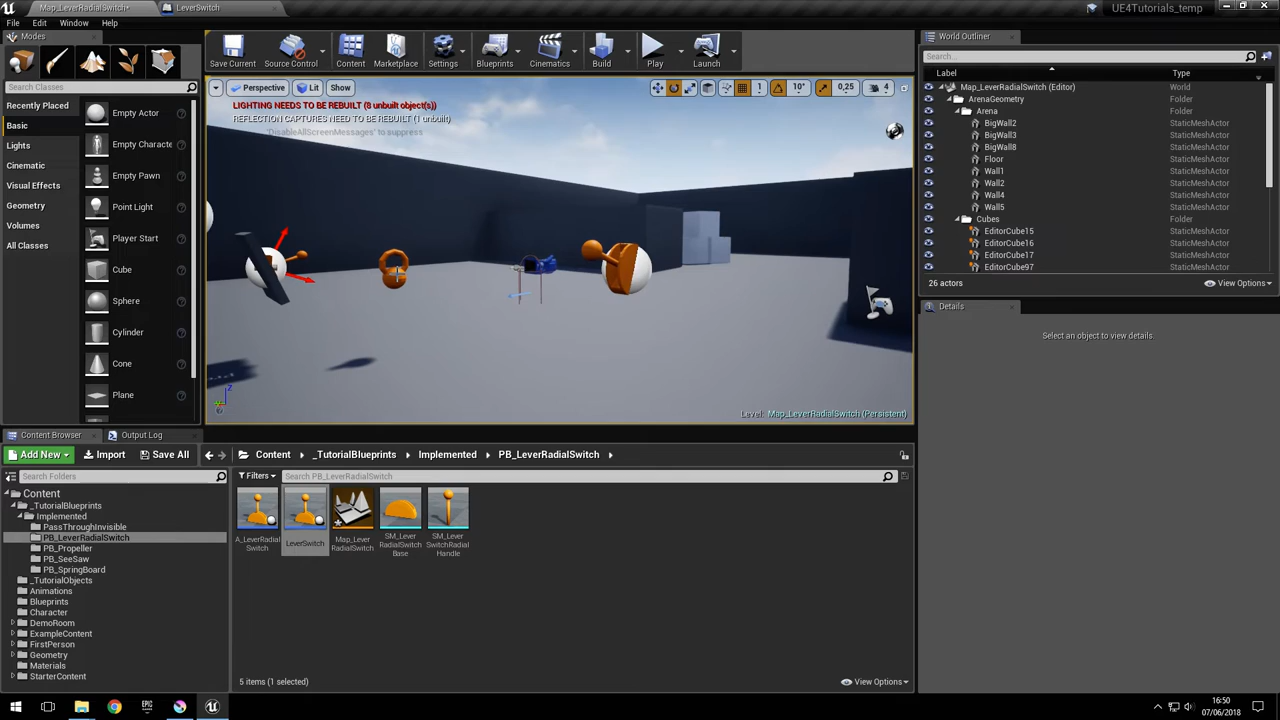 Map_LeverRadialSwitch*
LeverSwitch
UE4Tutorials_temp
File Edit Window Help
Modes
Search Classes
Recently Placed
Basic
Lights
Cinematic
Visual Effects
Geometry
Volumes
All Classes
Empty Actor
Empty Characte
Empty Pawn
Point Light
Player Start
Cube
Sphere
Cylinder
Cone
Plane
Save Current
Source Control
Content
Marketplace
Settings
Blueprints
Cinematics
Build
Play
Launch
Perspective
Lit
Show
10°
0,25
4
LIGHTING NEEDS TO BE REBUILT (8 unbuilt object(s))
REFLECTION CAPTURES NEED TO BE REBUILT (1 unbuilt)
'DisableAllScreenMessages' to suppress
Z
Level: Map_LeverRadialSwitch (Persistent)
World Outliner
Search...
Label Type
Map_LeverRadialSwitch (Editor) World
ArenaGeometry Folder
Arena Folder
BigWall2 StaticMeshActor
BigWall3 StaticMeshActor
BigWall8 StaticMeshActor
Floor StaticMeshActor
Wall1 StaticMeshActor
Wall2 StaticMeshActor
Wall4 StaticMeshActor
Wall5 StaticMeshActor
Cubes Folder
EditorCube15 StaticMeshActor
EditorCube16 StaticMeshActor
EditorCube17 StaticMeshActor
EditorCube97 StaticMeshActor
26 actors
View Options
Details
Select an object to view details.
Content Browser
Output Log
Add New
Import
Save All
Content
_TutorialBlueprints
Implemented
PB_LeverRadialSwitch
Search Folders
Filters
Search PB_LeverRadialSwitch
Content
_TutorialBlueprints
Implemented
PassThroughInvisible
PB_LeverRadialSwitch
PB_Propeller
PB_SeeSaw
PB_SpringBoard
_TutorialObjects
Animations
Blueprints
Character
DemoRoom
ExampleContent
FirstPerson
Geometry
Materials
StarterContent
A_LeverRadial
Switch
LeverSwitch
Map_Lever
RadialSwitch
SM_Lever
RadialSwitch
Base
SM_Lever
SwitchRadial
Handle
5 items (1 selected)
View Options
16:50
07/06/2018